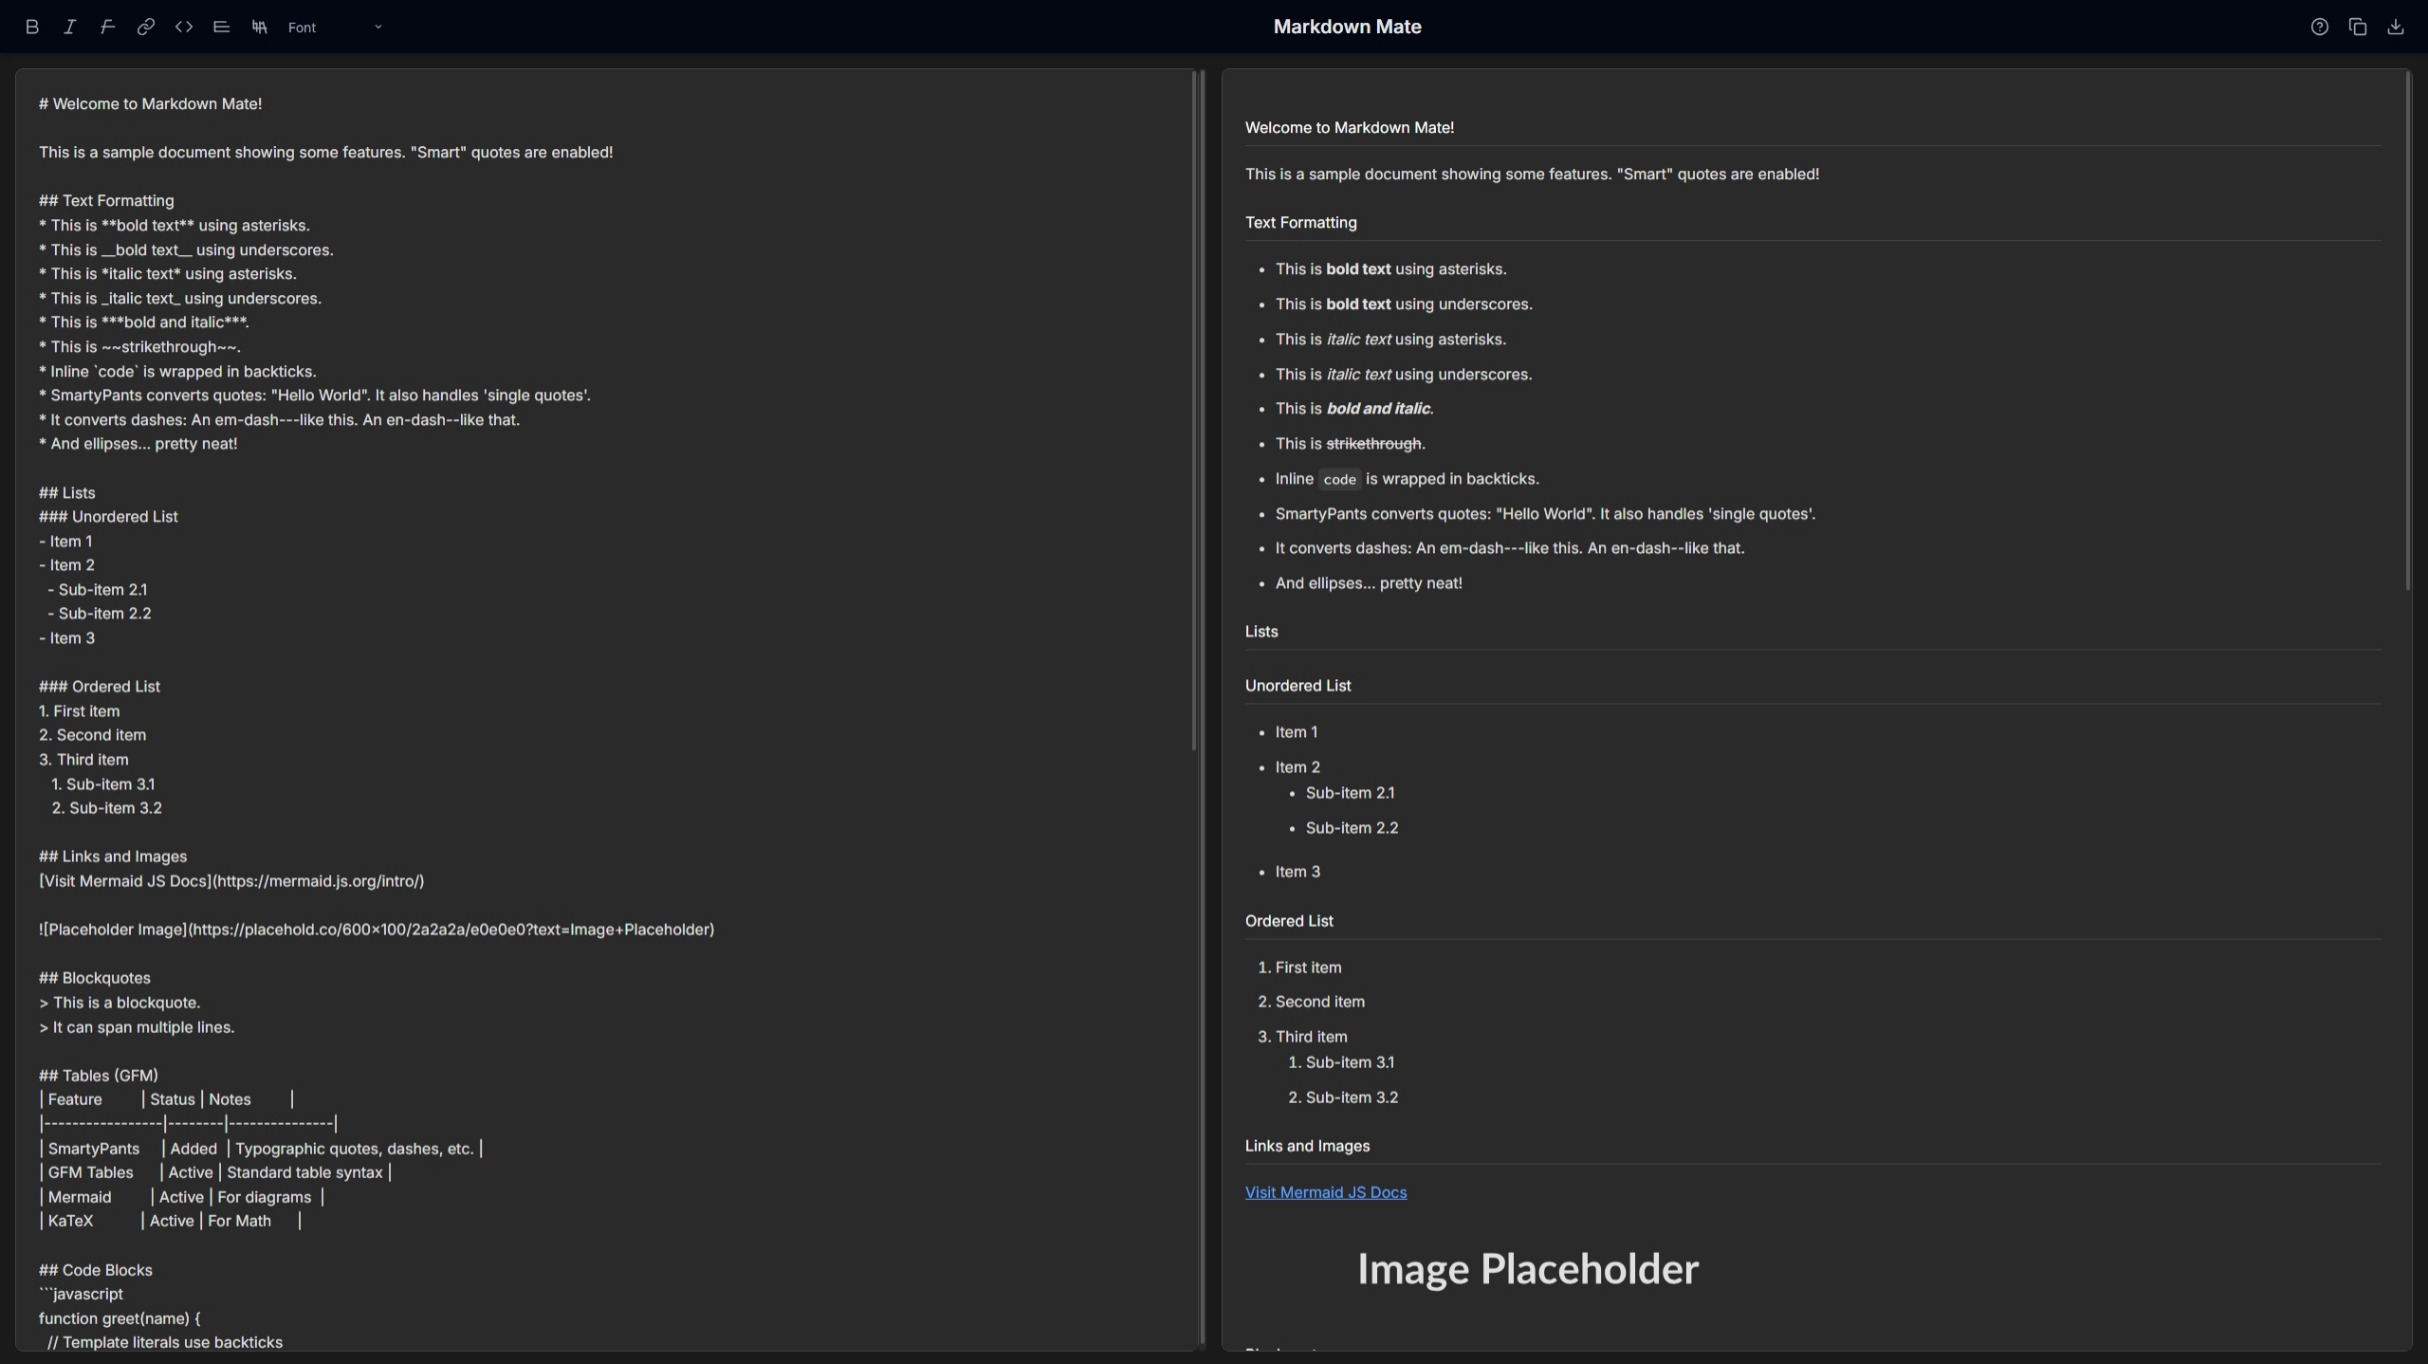 Font
Markdown Mate
# Welcome to Markdown Mate!
This is a sample document showing some features. "Smart" quotes are enabled!
## Text Formatting
* This is **bold text** using asterisks.
* This is __bold text__ using underscores.
* This is *italic text* using asterisks.
* This is _italic text_ using underscores.
* This is ***bold and italic***.
* This is ~~strikethrough~~.
* Inline `code` is wrapped in backticks.
* SmartyPants converts quotes: "Hello World". It also handles 'single quotes'.
* It converts dashes: An em-dash---like this. An en-dash--like that.
* And ellipses... pretty neat!
## Lists
### Unordered List
- Item 1
- Item 2
- Sub-item 2.1
- Sub-item 2.2
- Item 3
### Ordered List
1. First item
2. Second item
3. Third item
1. Sub-item 3.1
2. Sub-item 3.2
## Links and Images
[Visit Mermaid JS Docs](https://mermaid.js.org/intro/)
![Placeholder Image](https://placehold.co/600x100/2a2a2a/e0e0e0?text=Image+Placeholder)
## Blockquotes
> This is a blockquote.
> It can span multiple lines.
## Tables (GFM)
| Feature | Status | Notes |
|-----------------|--------|---------------|
| SmartyPants | Added | Typographic quotes, dashes, etc. |
| GFM Tables | Active | Standard table syntax |
| Mermaid | Active | For diagrams |
| KaTeX | Active | For Math |
## Code Blocks
```javascript
function greet(name) {
// Template literals use backticks
Welcome to Markdown Mate!
This is a sample document showing some features. "Smart" quotes are enabled!
Text Formatting
• This is bold text using asterisks.
• This is bold text using underscores.
• This is italic text using asterisks.
• This is italic text using underscores.
• This is bold and italic.
• This is strikethrough.
• Inline code is wrapped in backticks.
• SmartyPants converts quotes: "Hello World". It also handles 'single quotes'.
• It converts dashes: An em-dash---like this. An en-dash--like that.
• And ellipses... pretty neat!
Lists
Unordered List
• Item 1
• Item 2
• Sub-item 2.1
• Sub-item 2.2
• Item 3
Ordered List
1. First item
2. Second item
3. Third item
1. Sub-item 3.1
2. Sub-item 3.2
Links and Images
Visit Mermaid JS Docs
Image Placeholder